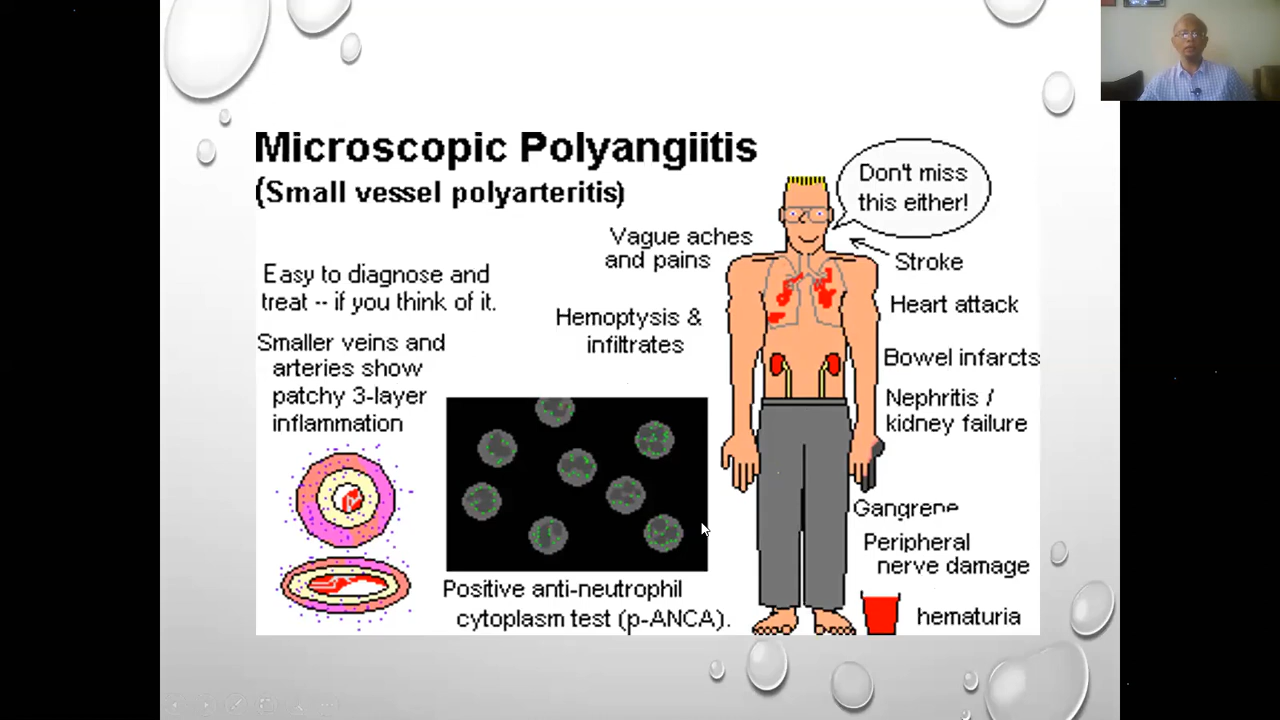 Microscopic Polyangiitis
(Small vessel polyarteritis)
Don't miss
this either!
Vague aches
and pains
Stroke
Easy to diagnose and
treat -- if you think of it.
Heart attack
Hemoptysis &
infiltrates
Smaller veins and
arteries show
patchy 3-layer
inflammation
Bowel infarcts
Nephritis /
kidney failure
Gangrene
Peripheral
nerve damage
Positive anti-neutrophil
cytoplasm test (p-ANCA).
hematuria